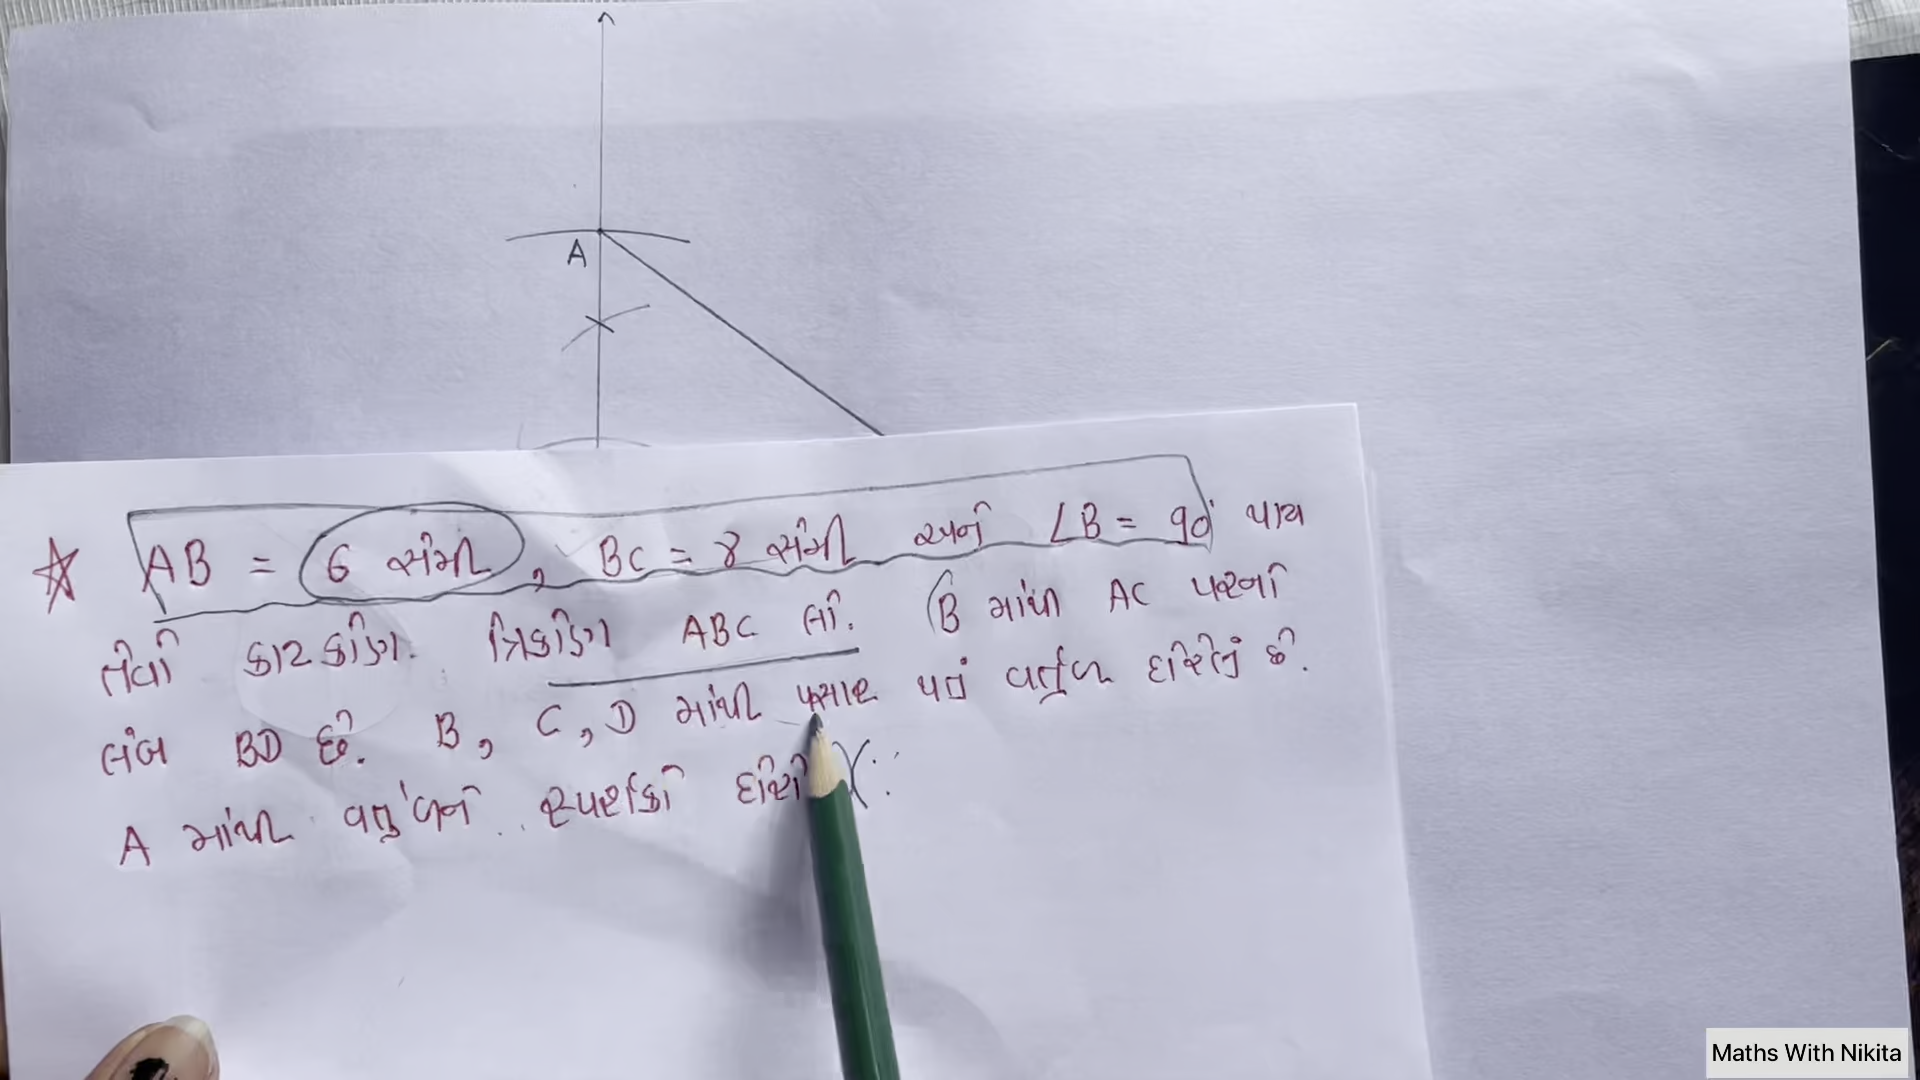 A
AB = 6 સેમી, BC = 8 સેમી અને ∠B = 90° થાય
તેવો કાટકોણ ત્રિકોણ ABC લો. B માંથી AC પરનો
લંબ BD છે. B, C, D માંથી પસાર થતું વર્તુળ દોરેલું છે.
A માંથી વર્તુળને સ્પર્શકો દોરો
Maths With Nikita